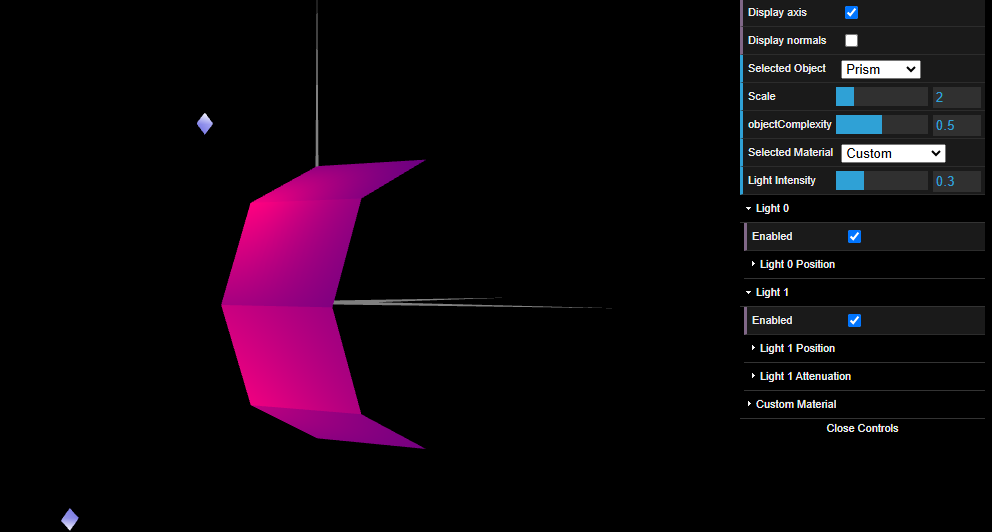 Display axis
Display normals
Selected Object Prism
Scale 2
objectComplexity 0.5
Selected Material Custom
Light Intensity 0.3
Light 0
Enabled
Light 0 Position
Light 1
Enabled
Light 1 Position
Light 1 Attenuation
Custom Material
Close Controls